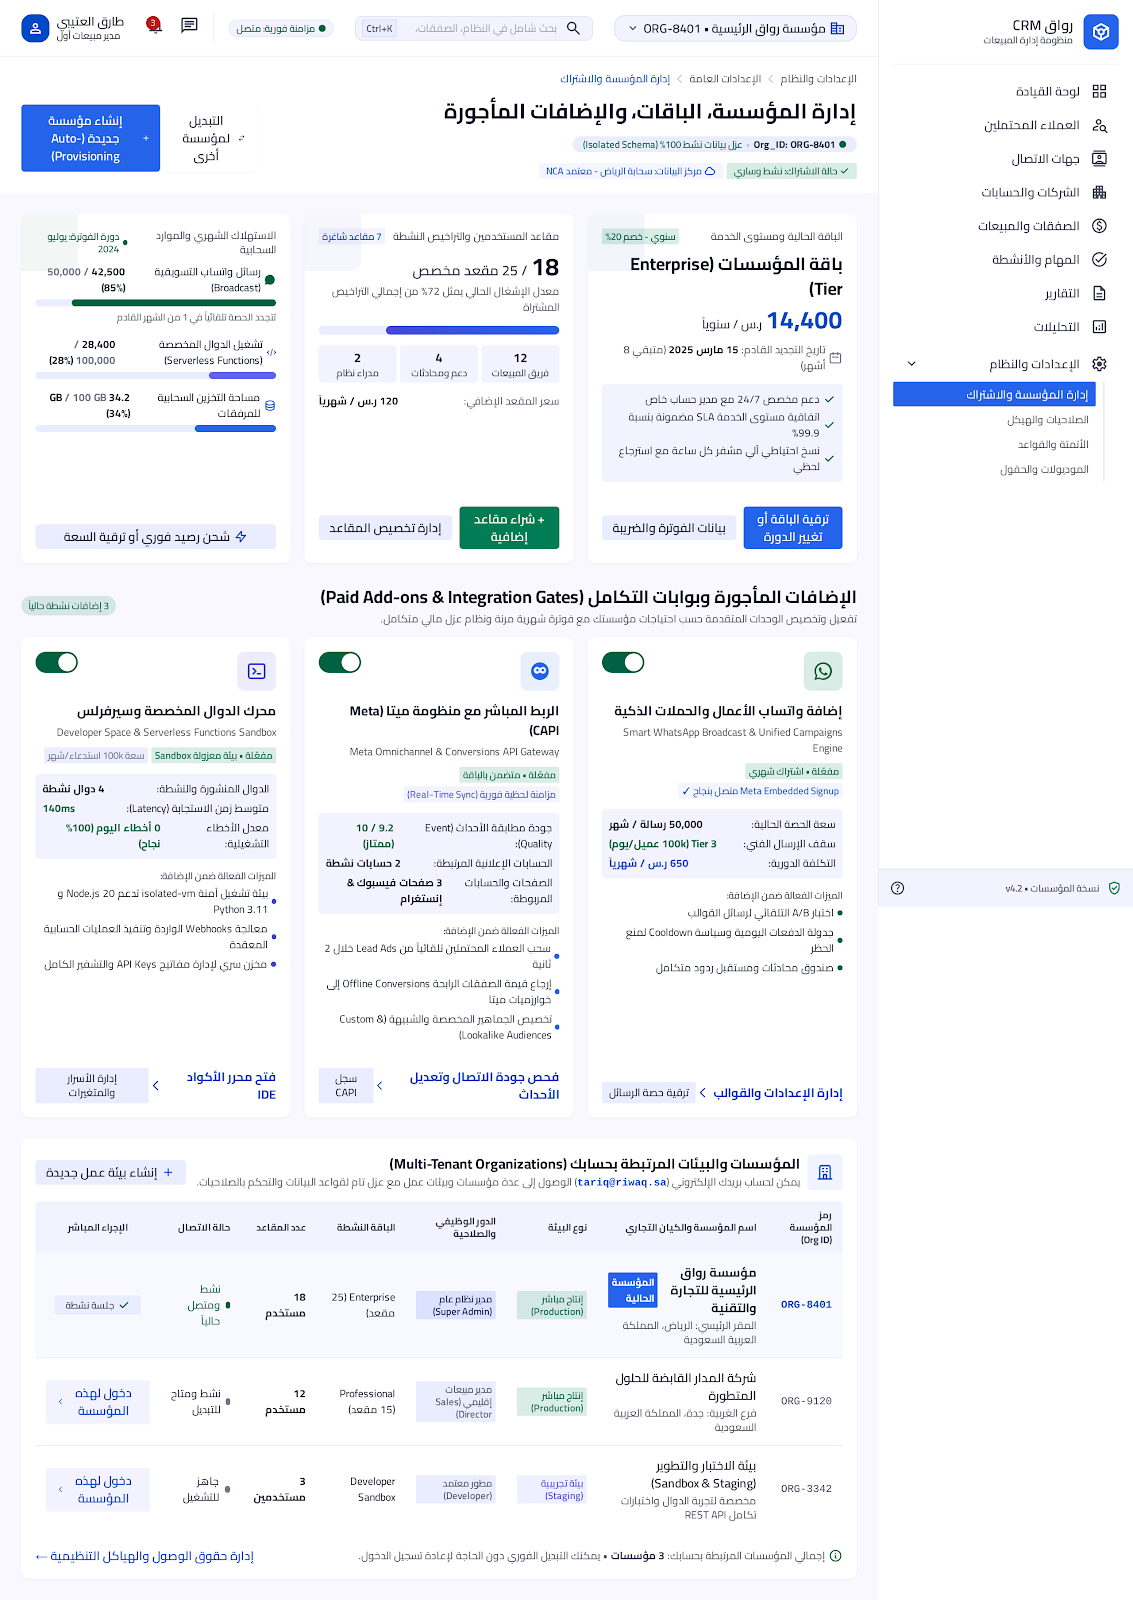 رواق CRM
منظومة إدارة المبيعات
لوحة القيادة
العملاء المحتملين
جهات الاتصال
الشركات والحسابات
الصفقات والمبيعات
المهام والأنشطة
التقارير
التحليلات
الإعدادات والنظام
إدارة المؤسسة والاشتراك
الصلاحيات والهيكل
الأتمتة والقواعد
الموديولات والحقول
نسخة المؤسسات • v4.2
مؤسسة رواق الرئيسية • ORG-8401
بحث شامل في النظام، الصفقات،
Ctrl+K
مزامنة فورية: متصل
3
طارق العتيبي
مدير مبيعات أول
الإعدادات والنظام
الإعدادات العامة
إدارة المؤسسة والاشتراك
إدارة المؤسسة، الباقات، والإضافات المأجورة
Org_ID: ORG-8401 • عزل بيانات نشط 100% (Isolated Schema)
حالة الاشتراك: نشط وساري
مركز البيانات: سحابة الرياض - معتمد NCA
التبديل
لمؤسسة
أخرى
إنشاء مؤسسة
جديدة (Auto-
Provisioning)
الباقة الحالية ومستوى الخدمة
سنوي - خصم 20%
باقة المؤسسات (Enterprise
Tier)
14,400 ر.س / سنوياً
تاريخ التجديد القادم: 15 مارس 2025 (متبقي 8
أشهر)
دعم مخصص 24/7 مع مدير حساب خاص
اتفاقية مستوى الخدمة SLA مضمونة بنسبة
99.9%
نسخ احتياطي آلي مشفر كل ساعة مع استرجاع
لحظي
ترقية الباقة أو
تغيير الدورة
بيانات الفوترة والضريبة
مقاعد المستخدمين والتراخيص النشطة
7 مقاعد شاغرة
18 / 25 مقعد مخصص
معدل الإشغال الحالي يمثل 72% من إجمالي التراخيص
المشتراة
12
فريق المبيعات
4
دعم ومحادثات
2
مدراء نظام
سعر المقعد الإضافي:
120 ر.س / شهرياً
+ شراء مقاعد
إضافية
إدارة تخصيص المقاعد
الاستهلاك الشهري والموارد
السحابية
دورة الفوترة: يوليو
2024
رسائل واتساب التسويقية
(Broadcast)
42,500 / 50,000
(85%)
تتجدد الحصة تلقائياً في 1 من الشهر القادم
تشغيل الدوال المخصصة
(Serverless Functions)
28,400 /
100,000 (28%)
مساحة التخزين السحابية
للمرفقات
34.2 GB / 100 GB
(34%)
شحن رصيد فوري أو ترقية السعة
الإضافات المأجورة وبوابات التكامل (Paid Add-ons & Integration Gates)
تفعيل وتخصيص الوحدات المتقدمة حسب احتياجات مؤسستك مع فوترة شهرية مرنة ونظام عزل مالي متكامل.
3 إضافات نشطة حالياً
إضافة واتساب الأعمال والحملات الذكية
Smart WhatsApp Broadcast & Unified Campaigns
Engine
مفعّلة • اشتراك شهري
Meta Embedded Signup متصل بنجاح ✓
سعة الحصة الحالية:
50,000 رسالة / شهر
سقف الإرسال الفني:
Tier 3 (100k عميل/يوم)
التكلفة الدورية:
650 ر.س / شهرياً
الميزات الفعالة ضمن الإضافة:
اختبار A/B التلقائي لرسائل القوالب
جدولة الدفعات اليومية وسياسة Cooldown لمنع
الحظر
صندوق محادثات ومستقبل ردود متكامل
إدارة الإعدادات والقوالب
ترقية حصة الرسائل
الربط المباشر مع منظومة ميتا (Meta
CAPI)
Meta Omnichannel & Conversions API Gateway
مفعّلة • متضمن بالباقة
مزامنة لحظية فورية (Real-Time Sync)
جودة مطابقة الأحداث (Event
Quality):
9.2 / 10
(ممتاز)
الحسابات الإعلانية المرتبطة:
2 حسابات نشطة
الصفحات والحسابات
المربوطة:
3 صفحات فيسبوك &
إنستغرام
الميزات الفعالة ضمن الإضافة:
سحب العملاء المحتملين تلقائياً من Lead Ads خلال 2
ثانية
إرجاع قيمة الصفقات الرابحة Offline Conversions إلى
خوارزميات ميتا
تخصيص الجماهير المخصصة والشبيهة (Custom &
Lookalike Audiences)
فحص جودة الاتصال وتعديل
الأحداث
سجل
CAPI
محرك الدوال المخصصة وسيرفرلس
Developer Space & Serverless Functions Sandbox
مفعّلة • بيئة معزولة Sandbox
سعة 100k استدعاء/شهر
الدوال المنشورة والنشطة:
4 دوال نشطة
متوسط زمن الاستجابة (Latency):
140ms
معدل الأخطاء
التشغيلية:
0 أخطاء اليوم (100%
نجاح)
الميزات الفعالة ضمن الإضافة:
بيئة تشغيل آمنة isolated-vm تدعم Node.js 20 و
Python 3.11
معالجة Webhooks الواردة وتنفيذ العمليات الحسابية
المعقدة
مخزن سري لإدارة مفاتيح API Keys والتشفير الكامل
فتح محرر الأكواد
IDE
إدارة الأسرار
والمتغيرات
المؤسسات والبيئات المرتبطة بحسابك (Multi-Tenant Organizations)
يمكن لحساب بريدك الإلكتروني (tariq@riwaq.sa) الوصول إلى عدة مؤسسات وبيئات عمل مع عزل تام لقواعد البيانات والتحكم بالصلاحيات.
إنشاء بيئة عمل جديدة
رمز
المؤسسة
(Org ID)
اسم المؤسسة والكيان التجاري
نوع البيئة
الدور الوظيفي
والصلاحية
الباقة النشطة
عدد المقاعد
حالة الاتصال
الإجراء المباشر
ORG-8401
مؤسسة رواق
الرئيسية للتجارة
والتقنية
المؤسسة
الحالية
المقر الرئيسي: الرياض، المملكة
العربية السعودية
إنتاج مباشر
(Production)
مدير نظام عام
(Super Admin)
Enterprise (25
مقعد)
18
مستخدم
نشط
ومتصل
حالياً
جلسة نشطة
ORG-9120
شركة المدار القابضة للحلول
المتطورة
فرع الغربية: جدة، المملكة العربية
السعودية
إنتاج مباشر
(Production)
مدير مبيعات
إقليمي (Sales
Director)
Professional
(15 مقعد)
12
مستخدم
نشط ومتاح
للتبديل
دخول لهذه
المؤسسة
ORG-3342
بيئة الاختبار والتطوير
(Sandbox & Staging)
مخصصة لتجربة الدوال واختبارات
تكامل REST API
بيئة تجريبية
(Staging)
مطور معتمد
(Developer)
Developer
Sandbox
3
مستخدمين
جاهز
للتشغيل
دخول لهذه
المؤسسة
إجمالي المؤسسات المرتبطة بحسابك: 3 مؤسسات • يمكنك التبديل الفوري دون الحاجة لإعادة تسجيل الدخول.
إدارة حقوق الوصول والهياكل التنظيمية ←